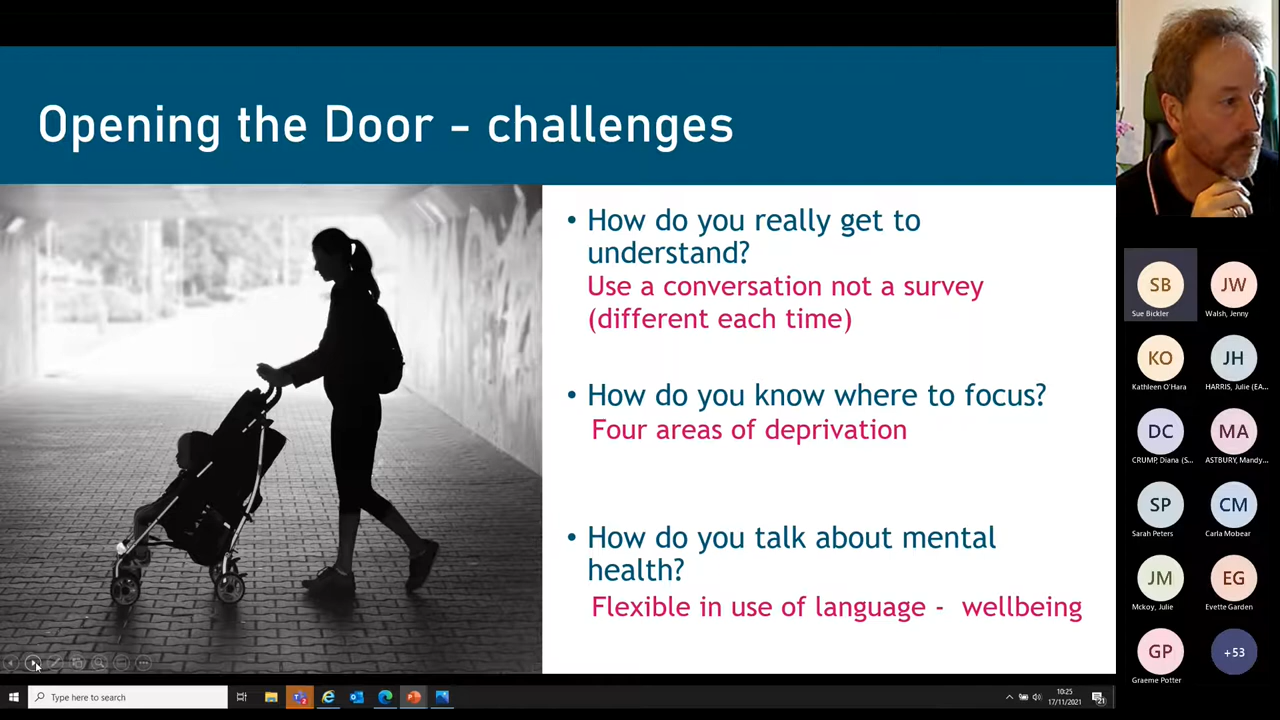 Opening the Door - challenges
• How do you really get to
understand?
Use a conversation not a survey
(different each time)
• How do you know where to focus?
Four areas of deprivation
• How do you talk about mental
health?
Flexible in use of language - wellbeing
SB
Sue Bickler
JW
Walsh, Jenny
KO
Kathleen O'Hara
JH
HARRIS, Julie (EA...
DC
CRUMP, Diana (S...
MA
ASTBURY, Mandy...
SP
Sarah Peters
CM
Carla Mobear
JM
Mckoy, Julie
EG
Evette Garden
GP
Graeme Potter
+53
Type here to search
10:25
17/11/2021
21